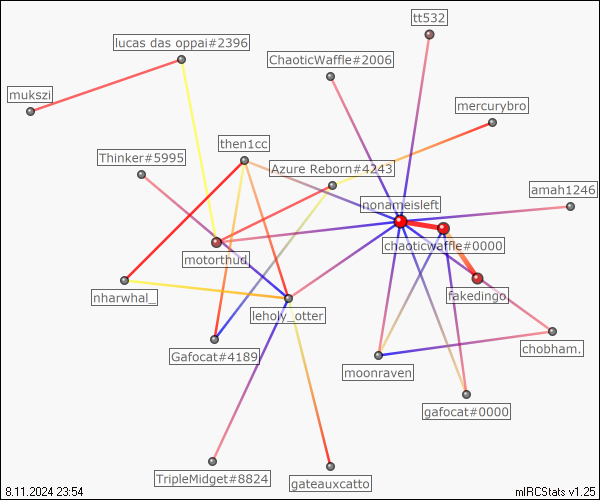 tt532
lucas das oppai#2396
ChaoticWaffle#2006
mukszi
mercurybro
then1cc
Thinker#5995
Azure Reborn#4243
amah1246
nonameisleft
chaoticwaffle#0000
motorthud
fakedingo
nharwhal_
leholy_otter
Gafocat#4189
chobham.
moonraven
gafocat#0000
TripleMidget#8824
gateauxcatto
8.11.2024 23:54
mIRCStats v1.25